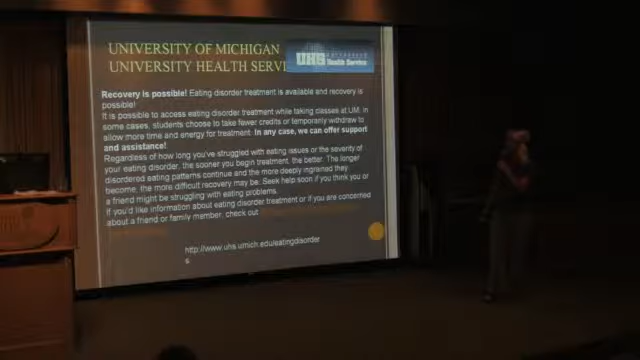 UNIVERSITY OF MICHIGAN
UNIVERSITY HEALTH SERVI
UHS
Health Service
Recovery is possible! Eating disorder treatment is available and recovery is
possible!
It is possible to access eating disorder treatment while taking classes at UM, in
some cases, students choose to take fewer credits or temporarily withdraw to
allow more time and energy for treatment. In any case, we can offer support
and assistance!
Regardless of how long you've struggled with eating issues or the severity of
your eating disorder, the sooner you begin treatment, the better. The longer
disordered eating patterns continue and the more deeply ingrained they
become, the more difficult recovery may be. Seek help soon if you think you or
a friend might be struggling with eating problems.
If you'd like information about eating disorder treatment or if you are concerned
about a friend or family member, check out
http://www.uhs.umich.edu/eatingdisorder
s